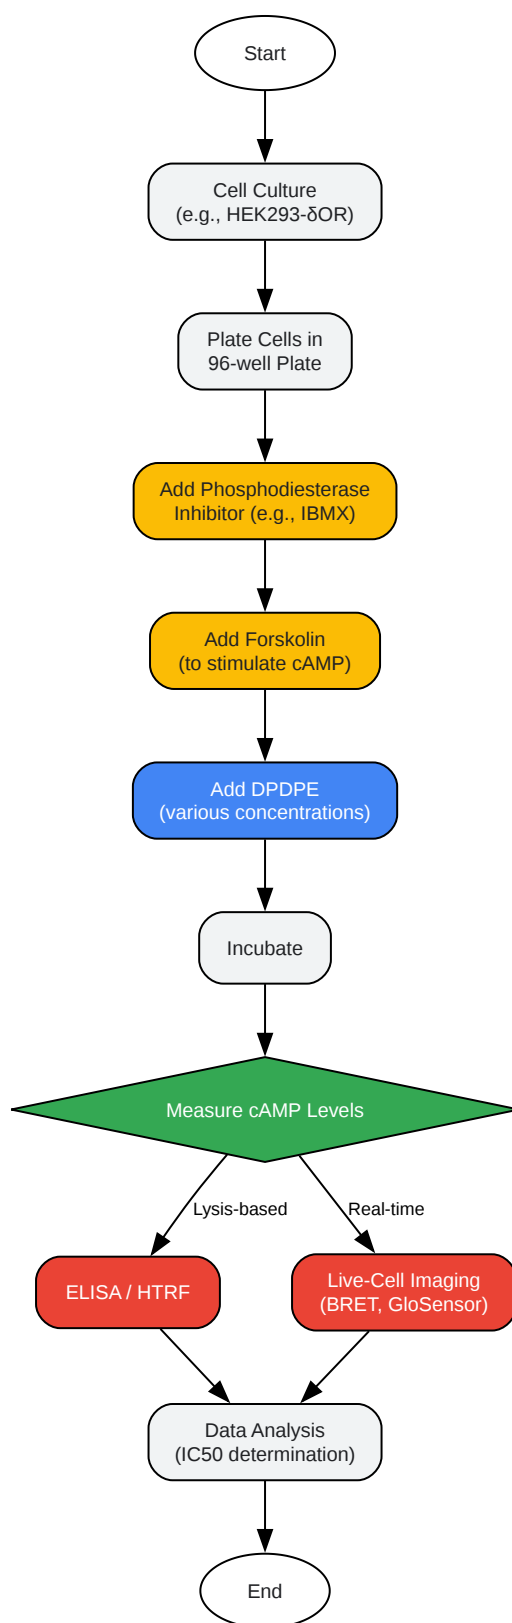 Start
Cell Culture
(e.g., HEK293-δOR)
Plate Cells in
96-well Plate
Add Phosphodiesterase
Inhibitor (e.g., IBMX)
Add Forskolin
(to stimulate cAMP)
Add DPDPE
(various concentrations)
Incubate
Measure cAMP Levels
Lysis-based
Real-time
ELISA / HTRF
Live-Cell Imaging
(BRET, GloSensor)
Data Analysis
(IC50 determination)
End